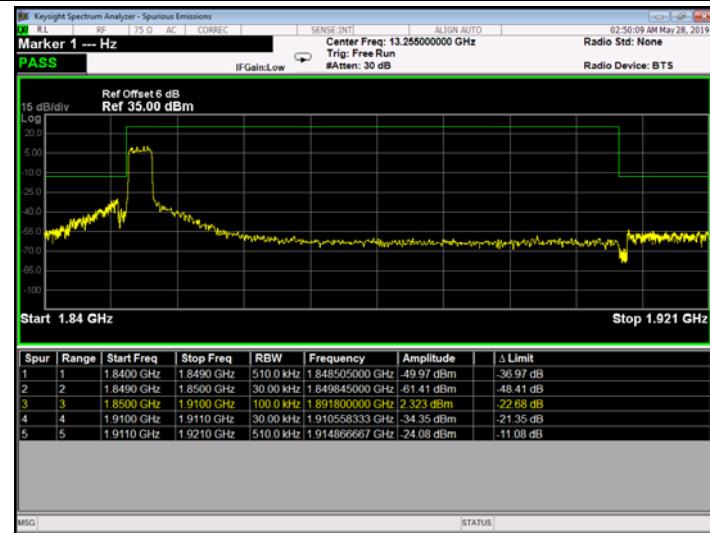 Keysight Spectrum Analyzer - Spurious Emissions
RL RF 75 Ω AC CORREC SENSE:INT ALIGN AUTO 02:50:09 AM May 28, 2019
Marker 1 --- Hz Center Freq: 13.255000000 GHz Radio Std: None
Trig: Free Run
PASS IFGain:Low #Atten: 30 dB Radio Device: BTS
Ref Offset 6 dB
15 dB/div Ref 35.00 dBm
Log
20.0
5.00
-10.0
-25.0
-40.0
-55.0
-70.0
-85.0
-100
Start 1.84 GHz Stop 1.921 GHz
Spur Range Start Freq Stop Freq RBW Frequency Amplitude Δ Limit
1 1 1.8400 GHz 1.8490 GHz 510.0 kHz 1.848505000 GHz -49.97 dBm -36.97 dB
2 2 1.8490 GHz 1.8500 GHz 30.00 kHz 1.849845000 GHz -61.41 dBm -48.41 dB
3 3 1.8500 GHz 1.9100 GHz 100.0 kHz 1.891800000 GHz 2.323 dBm -22.68 dB
4 4 1.9100 GHz 1.9110 GHz 30.00 kHz 1.910558333 GHz -34.35 dBm -21.35 dB
5 5 1.9110 GHz 1.9210 GHz 510.0 kHz 1.914866667 GHz -24.08 dBm -11.08 dB
MSG STATUS